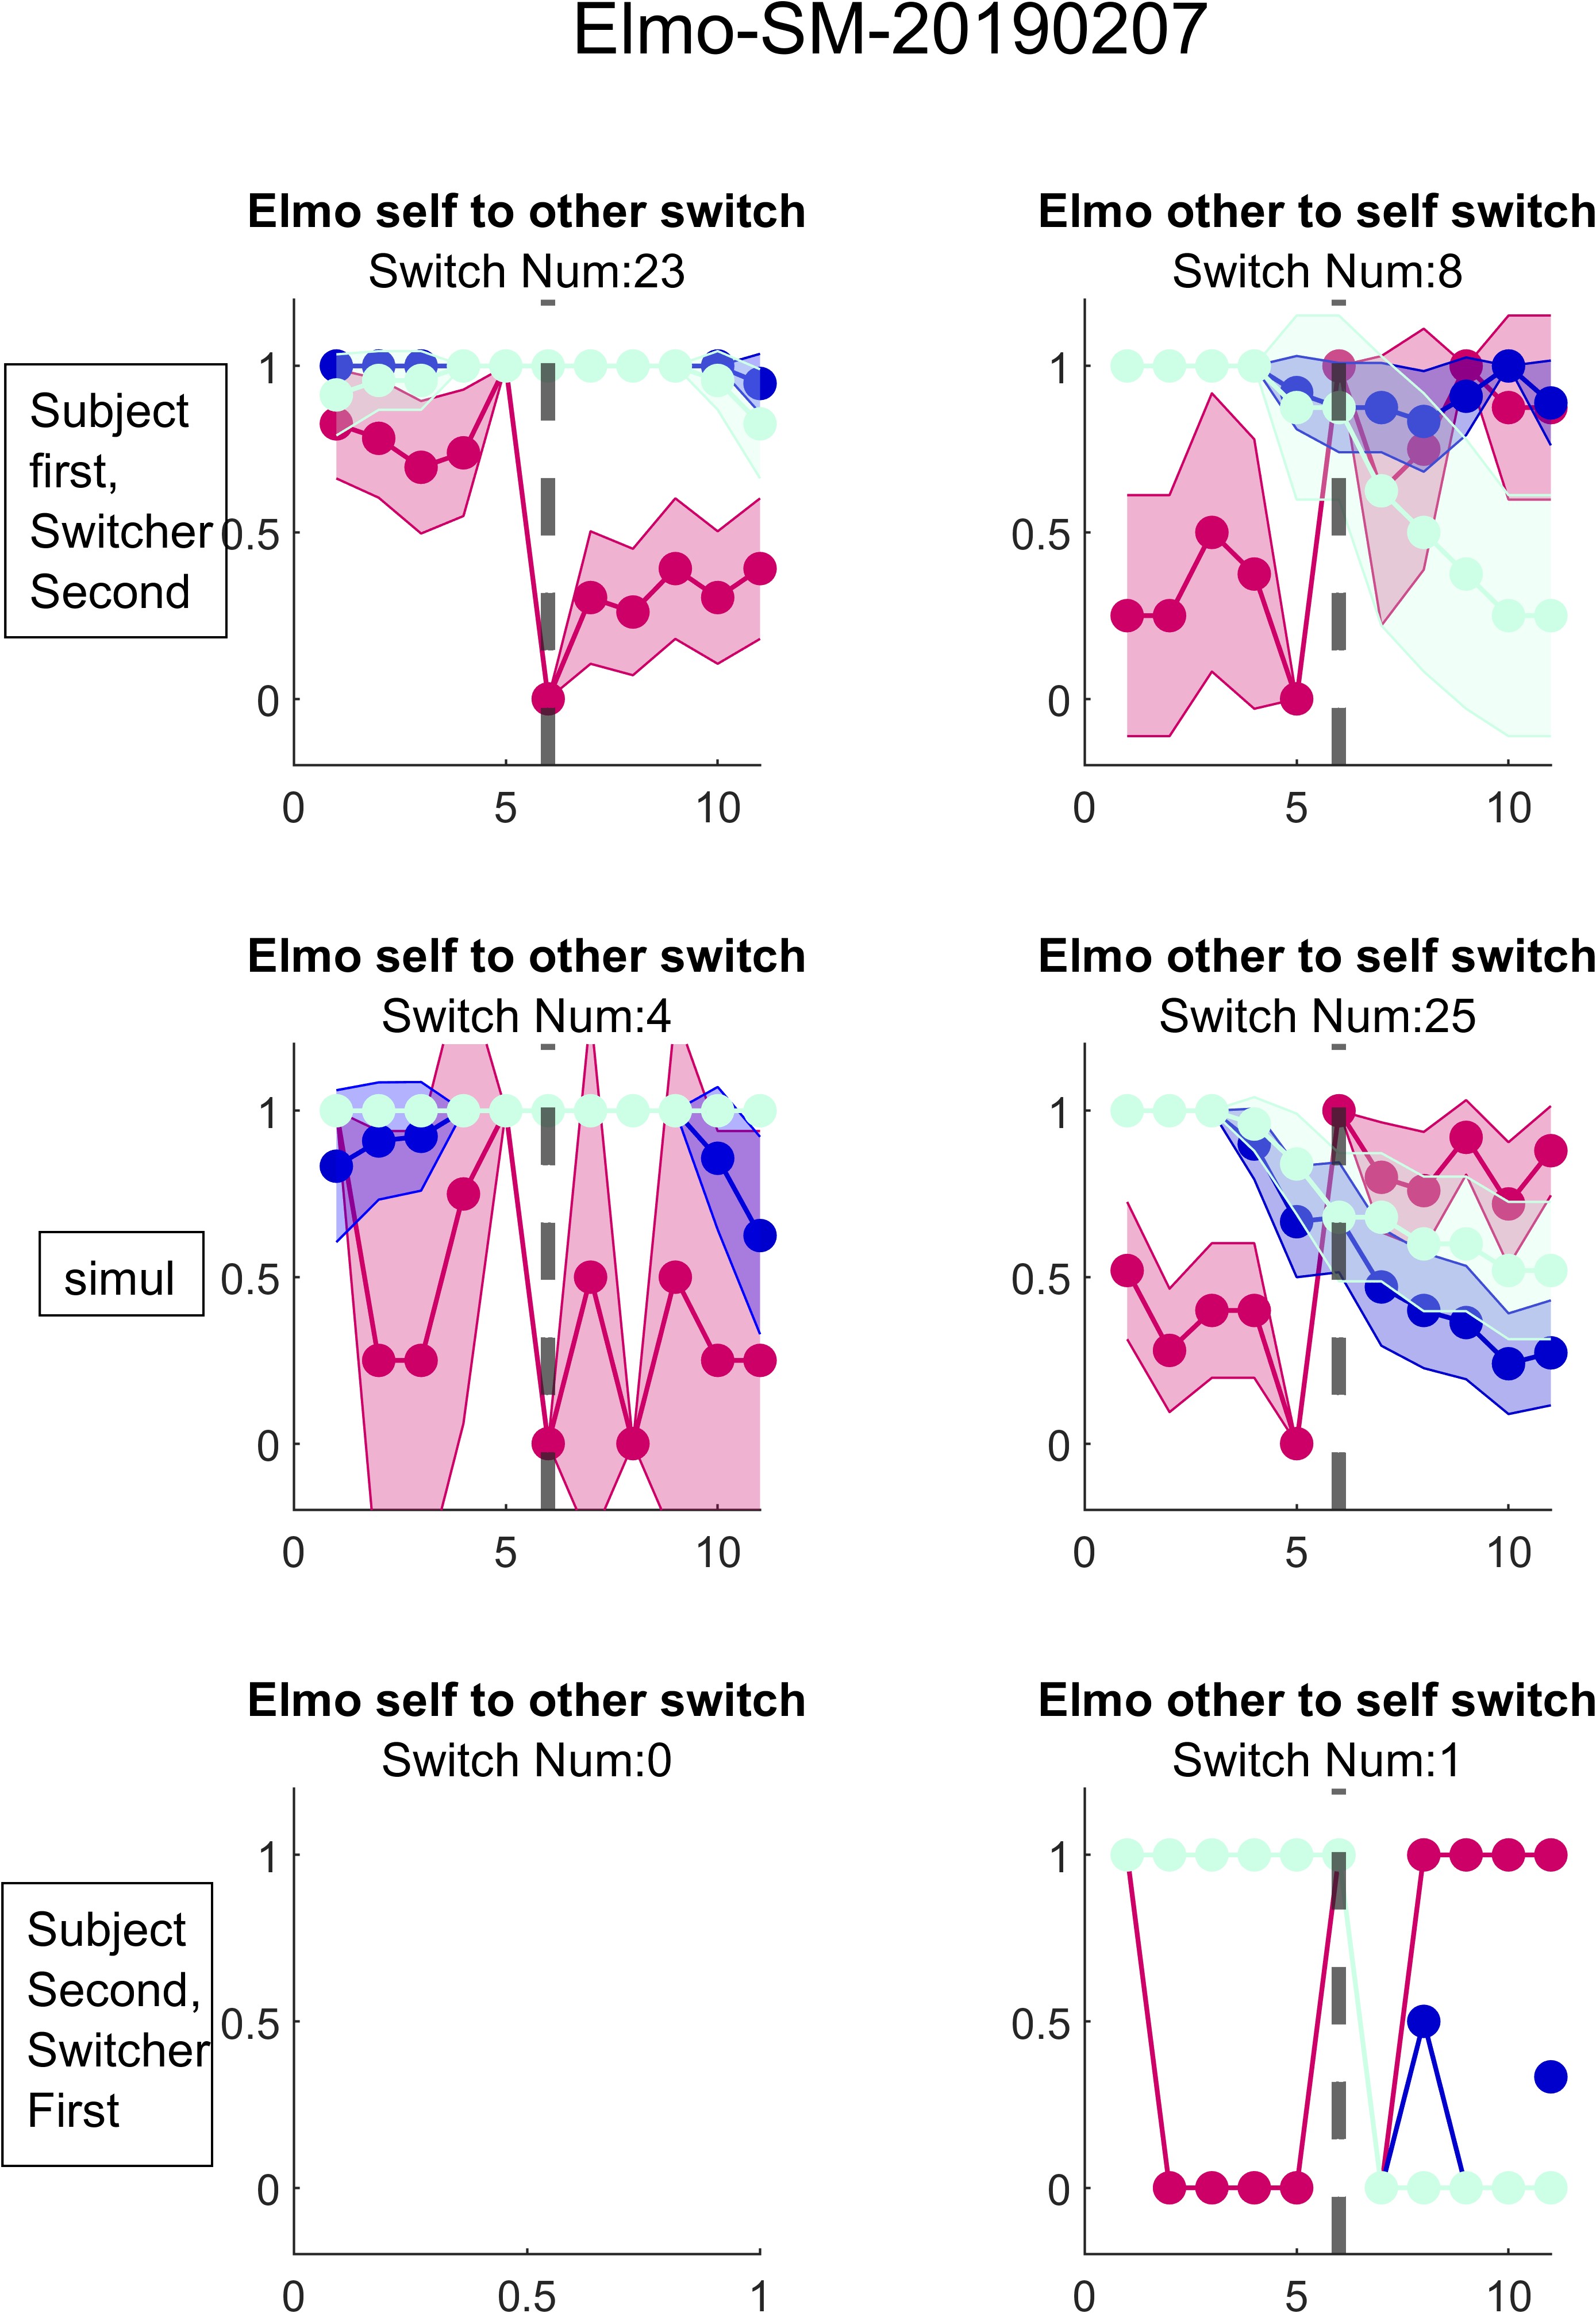 Elmo-SM-20190207
Elmo self to other switch
Switch Num:23
Elmo other to self switch
Switch Num:8
Subject
first,
Switcher
Second
1
0.5
0
0
5
10
1
0.5
0
0
5
10
Elmo self to other switch
Switch Num:4
Elmo other to self switch
Switch Num:25
simul
1
0.5
0
0
5
10
1
0.5
0
0
5
10
Elmo self to other switch
Switch Num:0
Elmo other to self switch
Switch Num:1
Subject
Second,
Switcher
First
1
0.5
0
0
0.5
1
1
0.5
0
0
5
10